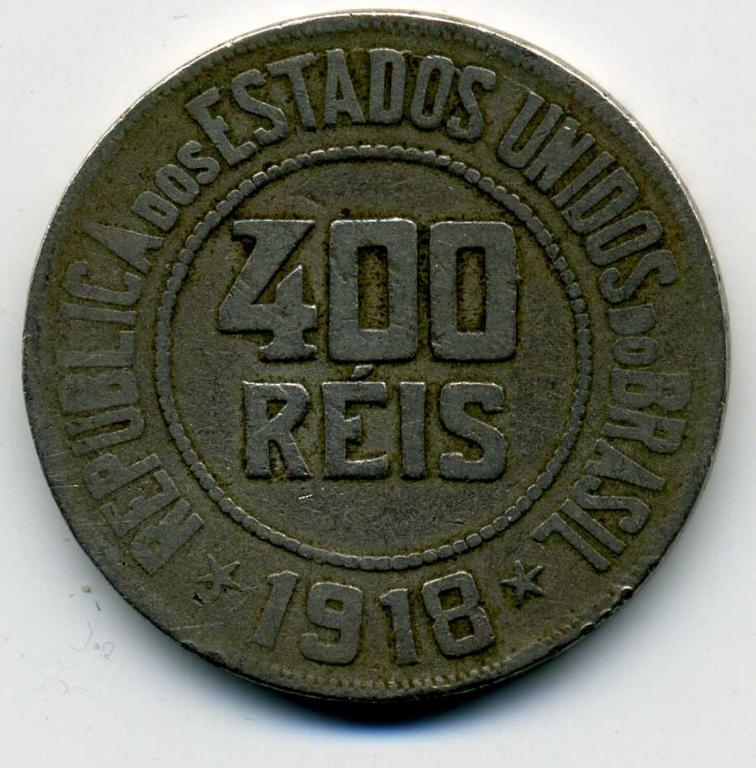 REPUBLICA DOS ESTADOS UNIDOS DO BRASIL
400
RÉIS
★ 1918 ★